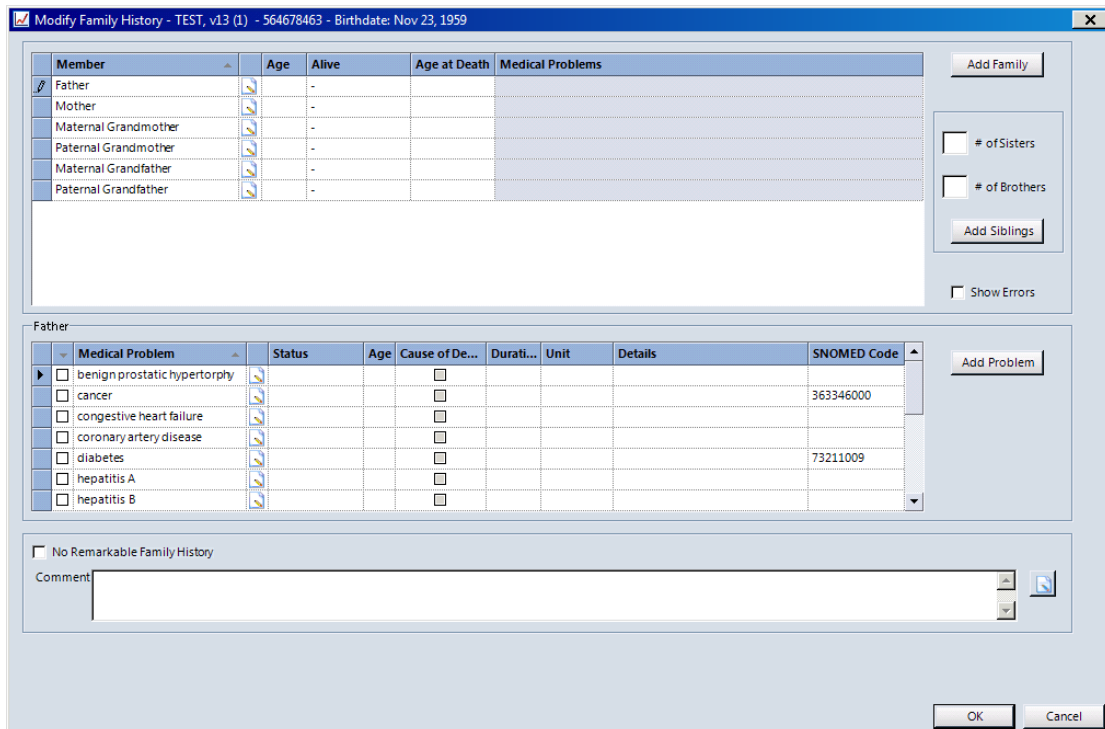 Modify Family History - TEST, v13 (1) - 564678463 - Birthdate: Nov 23, 1959
Member Age Alive Age at Death Medical Problems
Add Family
Father -
Mother -
Maternal Grandmother -
Paternal Grandmother -
Maternal Grandfather -
Paternal Grandfather -
# of Sisters
# of Brothers
Add Siblings
Show Errors
Father
Medical Problem Status Age Cause of De... Durati... Unit Details SNOMED Code
Add Problem
benign prostatic hypertorphy
cancer 363346000
congestive heart failure
coronary artery disease
diabetes 73211009
hepatitis A
hepatitis B
No Remarkable Family History
Comment
OK Cancel